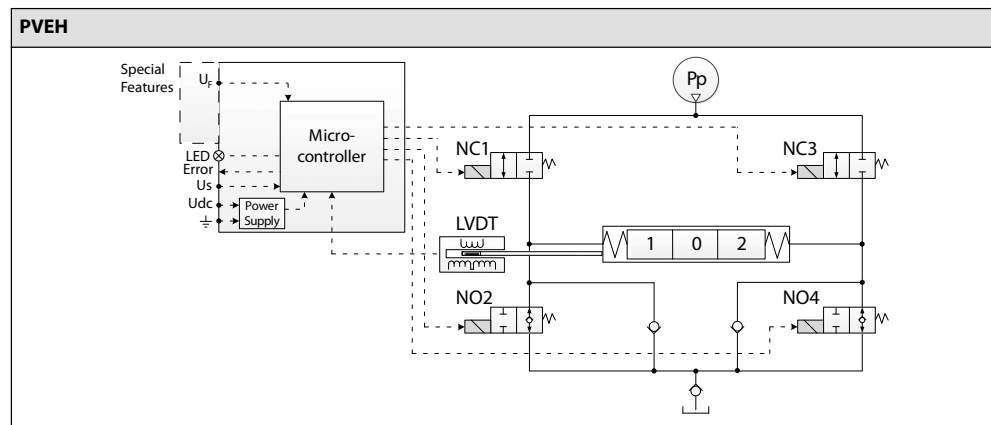 PVEH
Special
Features
U_F
Micro-
controller
LED
Error
Us
Udc
Power
Supply
Pp
NC1
NC3
LVDT
1 0 2
NO2
NO4